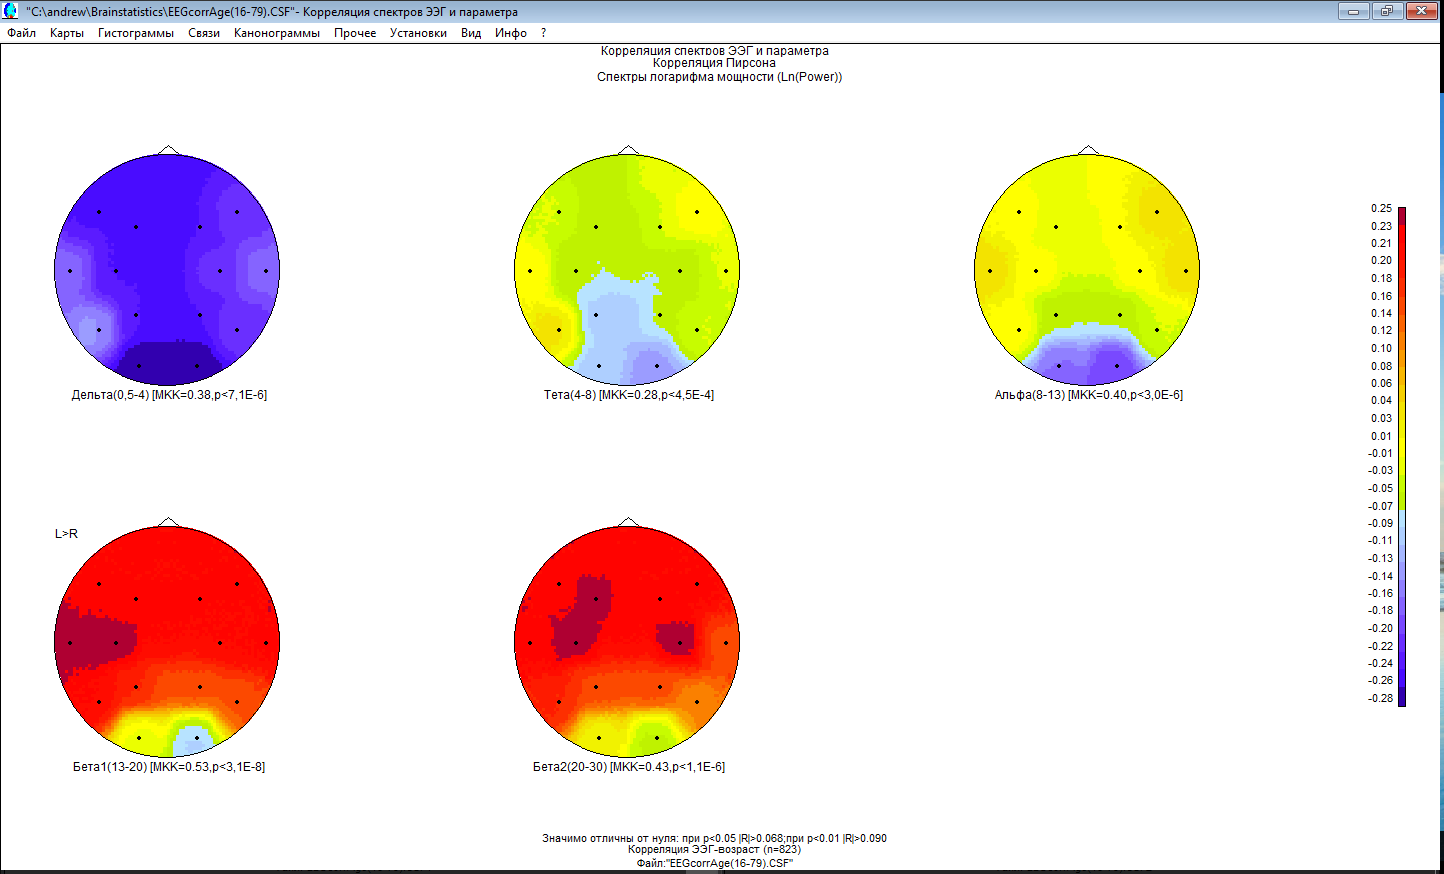 "C:\andrew\Brainstatistics\EEGcorrAge(16-79).CSF"- Корреляция спектров ЭЭГ и параметра
Файл Карты Гистограммы Связи Канонограммы Прочее Установки Вид Инфо ?
Корреляция спектров ЭЭГ и параметра
Корреляция Пирсона
Спектры логарифма мощности (Ln(Power))
0.25
0.23
0.21
0.20
0.18
0.16
0.14
0.12
0.10
0.08
0.06
0.04
0.03
0.01
-0.01
-0.03
-0.05
-0.07
-0.09
-0.11
-0.13
-0.14
-0.16
-0.18
-0.20
-0.22
-0.24
-0.26
-0.28
Дельта(0,5-4) [МКК=0.38,p<7,1E-6]
Тета(4-8) [МКК=0.28,p<4,5E-4]
Альфа(8-13) [МКК=0.40,p<3,0E-6]
L>R
Бета1(13-20) [МКК=0.53,p<3,1E-8]
Бета2(20-30) [МКК=0.43,p<1,1E-6]
Значимо отличны от нуля: при p<0.05 |R|>0.068;при p<0.01 |R|>0.090
Корреляция ЭЭГ-возраст (n=823)
Файл:"EEGcorrAge(16-79).CSF"